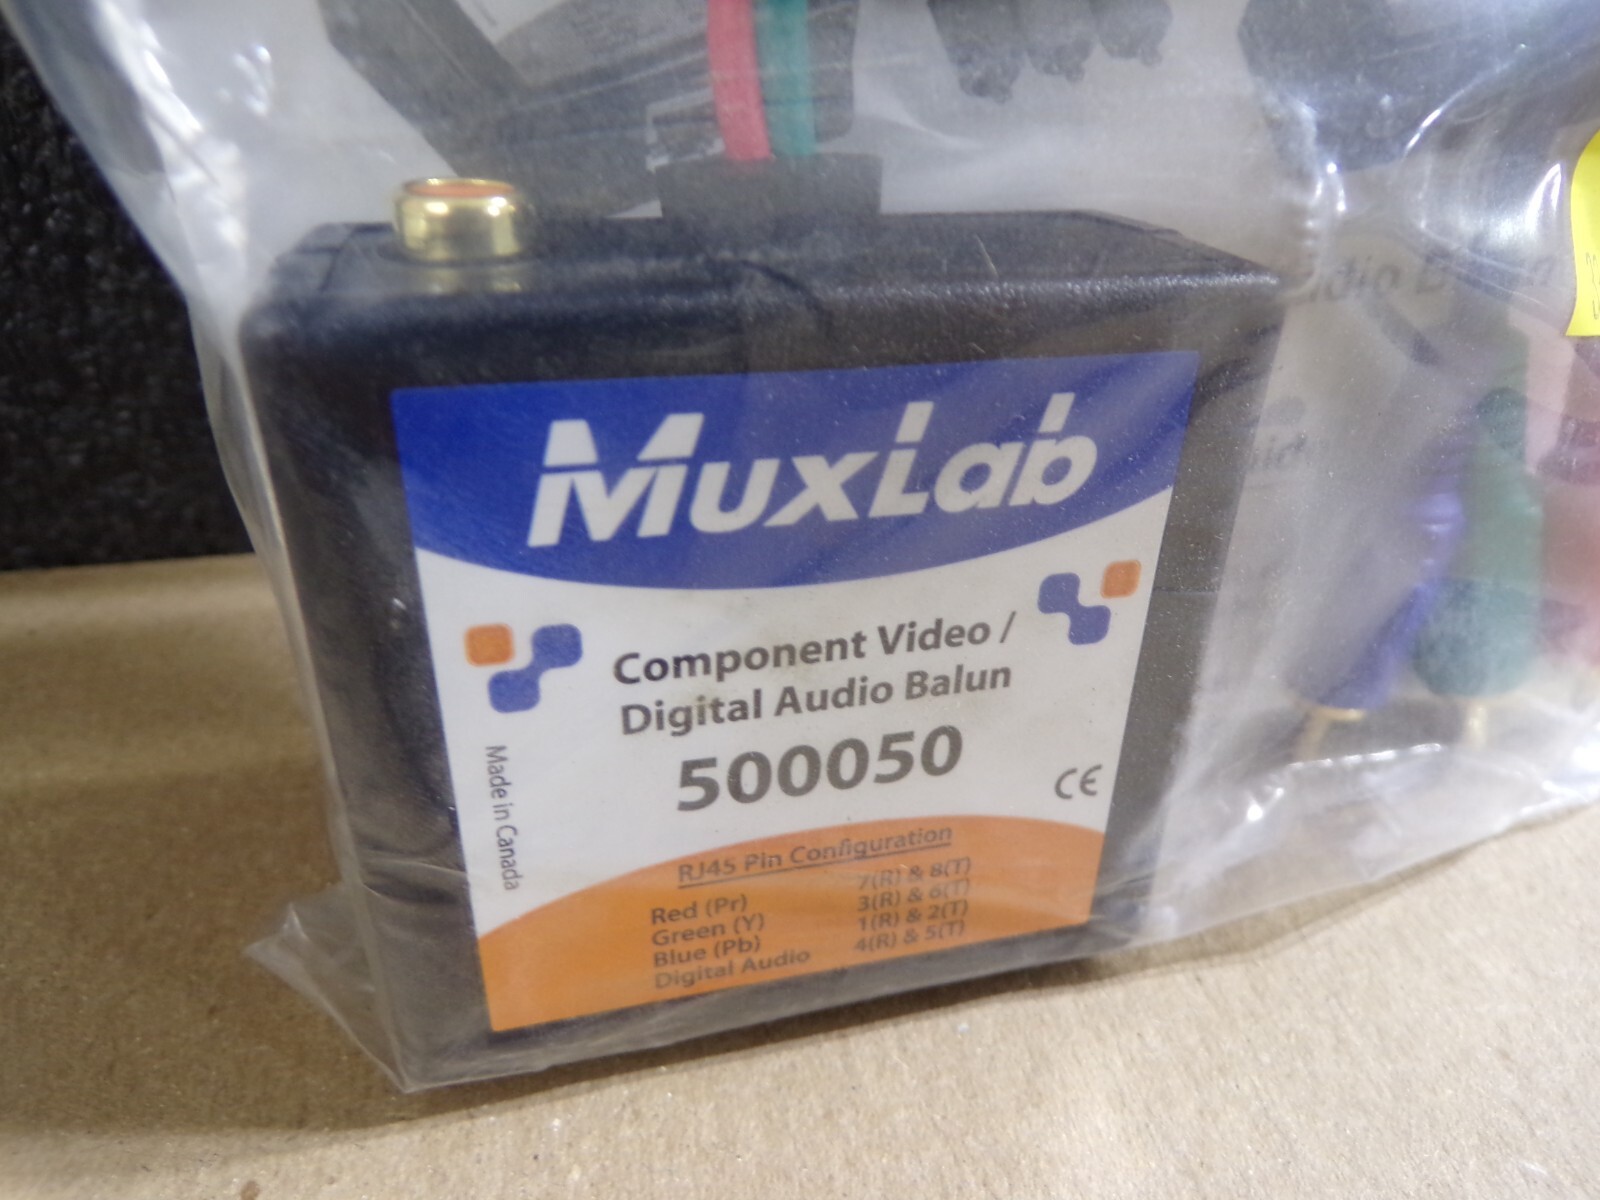 MuxLab
Component Video /
Digital Audio Balun
500050
CE
Made in Canada
RJ45 Pin Configuration
Red (Pr) 7(R) & 8(T)
Green (Y) 3(R) & 6(T)
Blue (Pb) 1(R) & 2(T)
Digital Audio 4(R) & 5(T)